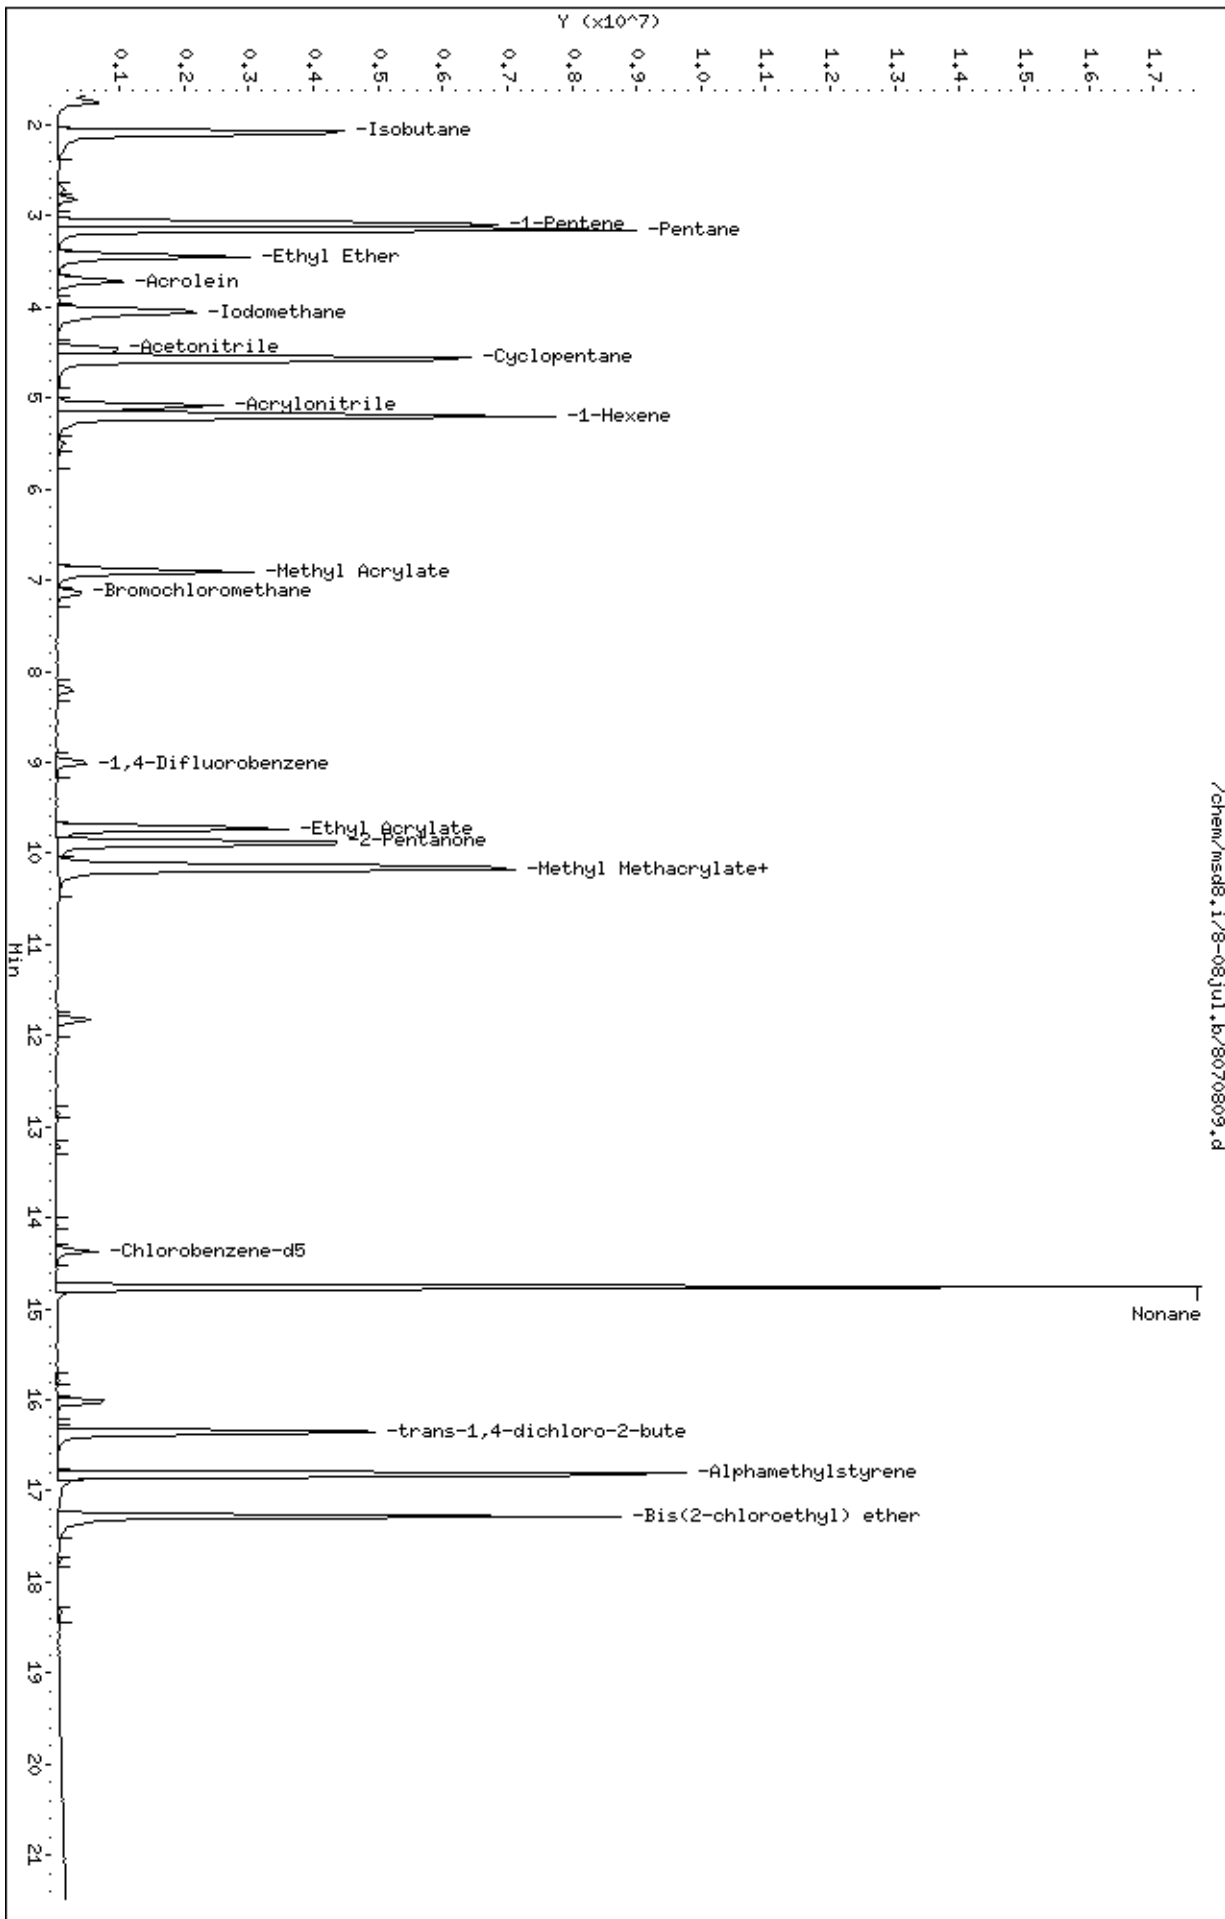 /chem/msd8.i/8-08jul.b/8070809.d
Y (x10^7)
0.1
0.2
0.3
0.4
0.5
0.6
0.7
0.8
0.9
1.0
1.1
1.2
1.3
1.4
1.5
1.6
1.7
-Isobutane
-1-Pentene
-Pentane
-Ethyl Ether
-Acrolein
-Iodomethane
-Acetonitrile
-Cyclopentane
-Acrylonitrile
-1-Hexene
-Methyl Acrylate
-Bromochloromethane
-1,4-Difluorobenzene
-Ethyl Acrylate
-2-Pentanone
-Methyl Methacrylate+
-Chlorobenzene-d5
Nonane
-trans-1,4-dichloro-2-bute
-Alphamethylstyrene
-Bis(2-chloroethyl) ether
2
3
4
5
6
7
8
9
10
11
12
13
14
15
16
17
18
19
20
21
Min